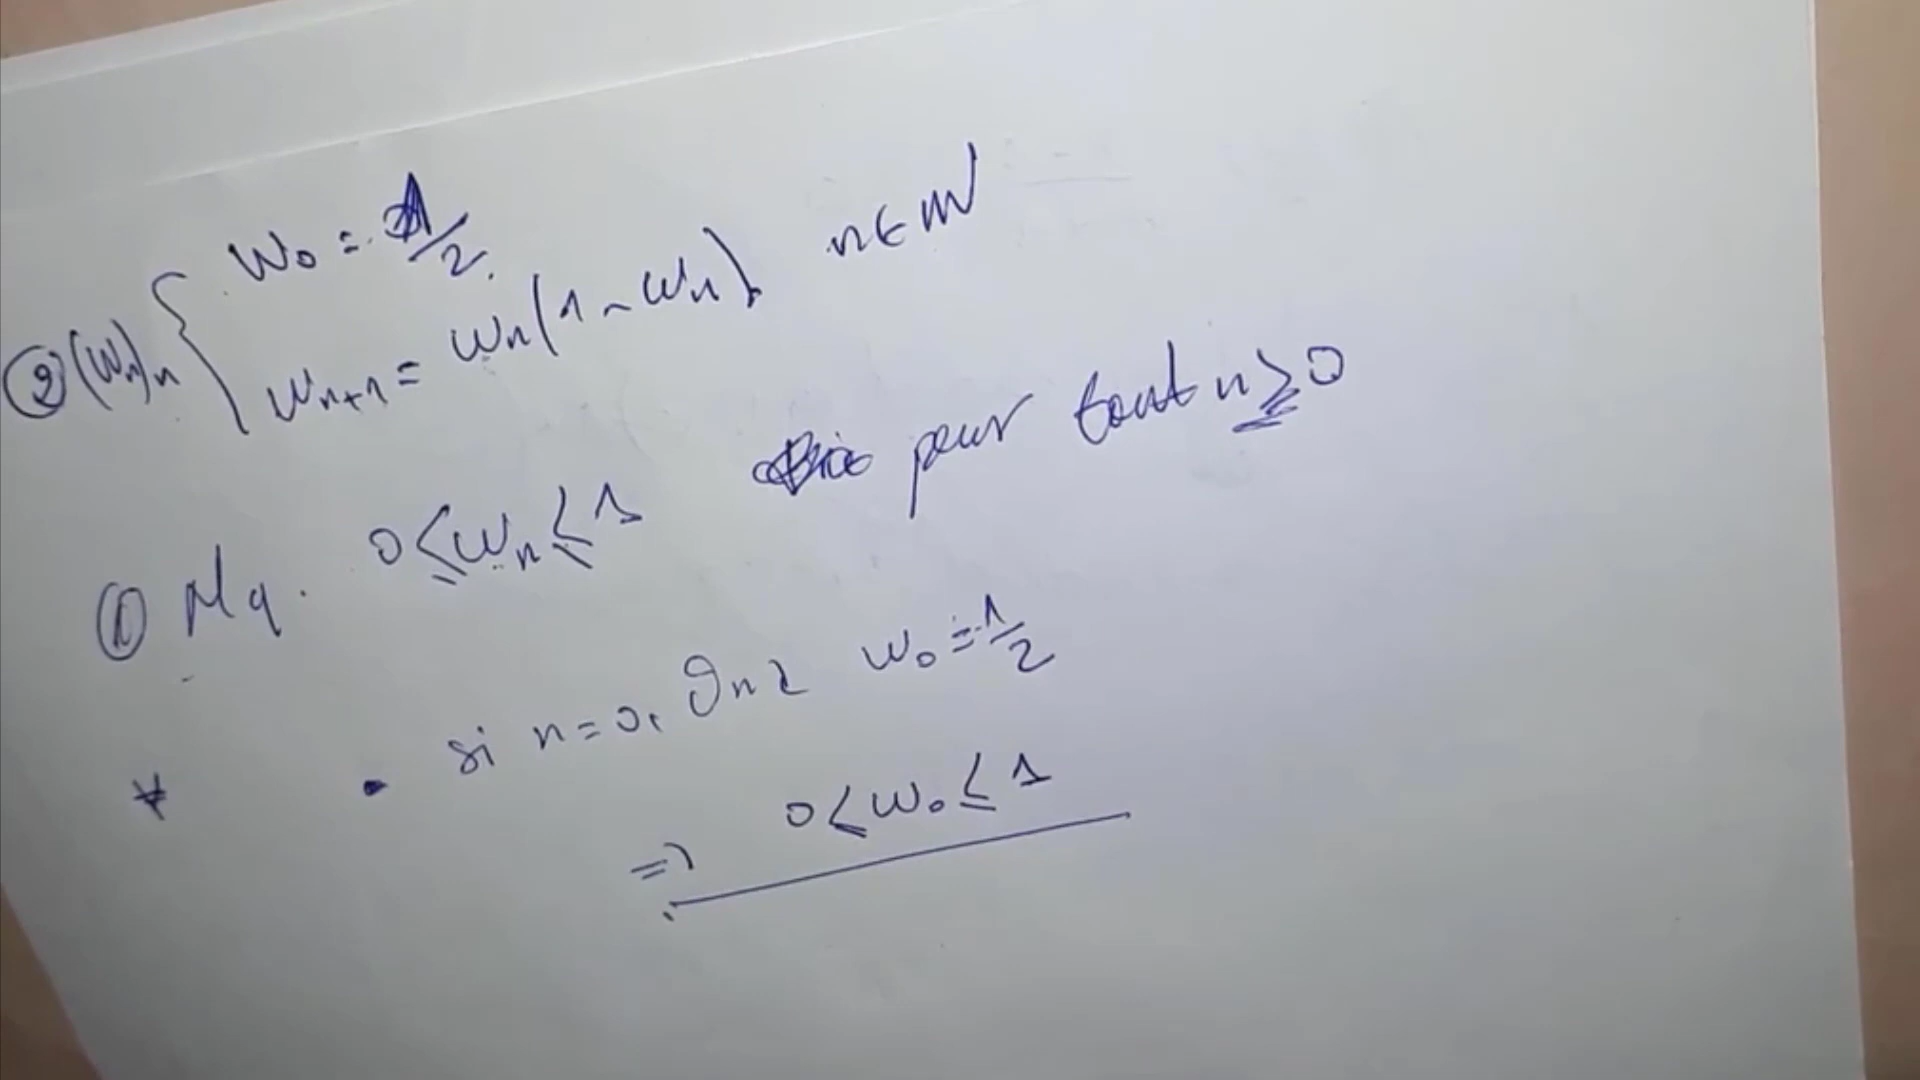 ② (Wn)n { W0 = 1/2
Wn+1 = Wn(1 - Wn) n ∈ IN
① Mq. 0 ≤ Wn ≤ 1 pour tout n ≥ 0
• si n = 0, On a W0 = 1/2
=> 0 ≤ W0 ≤ 1